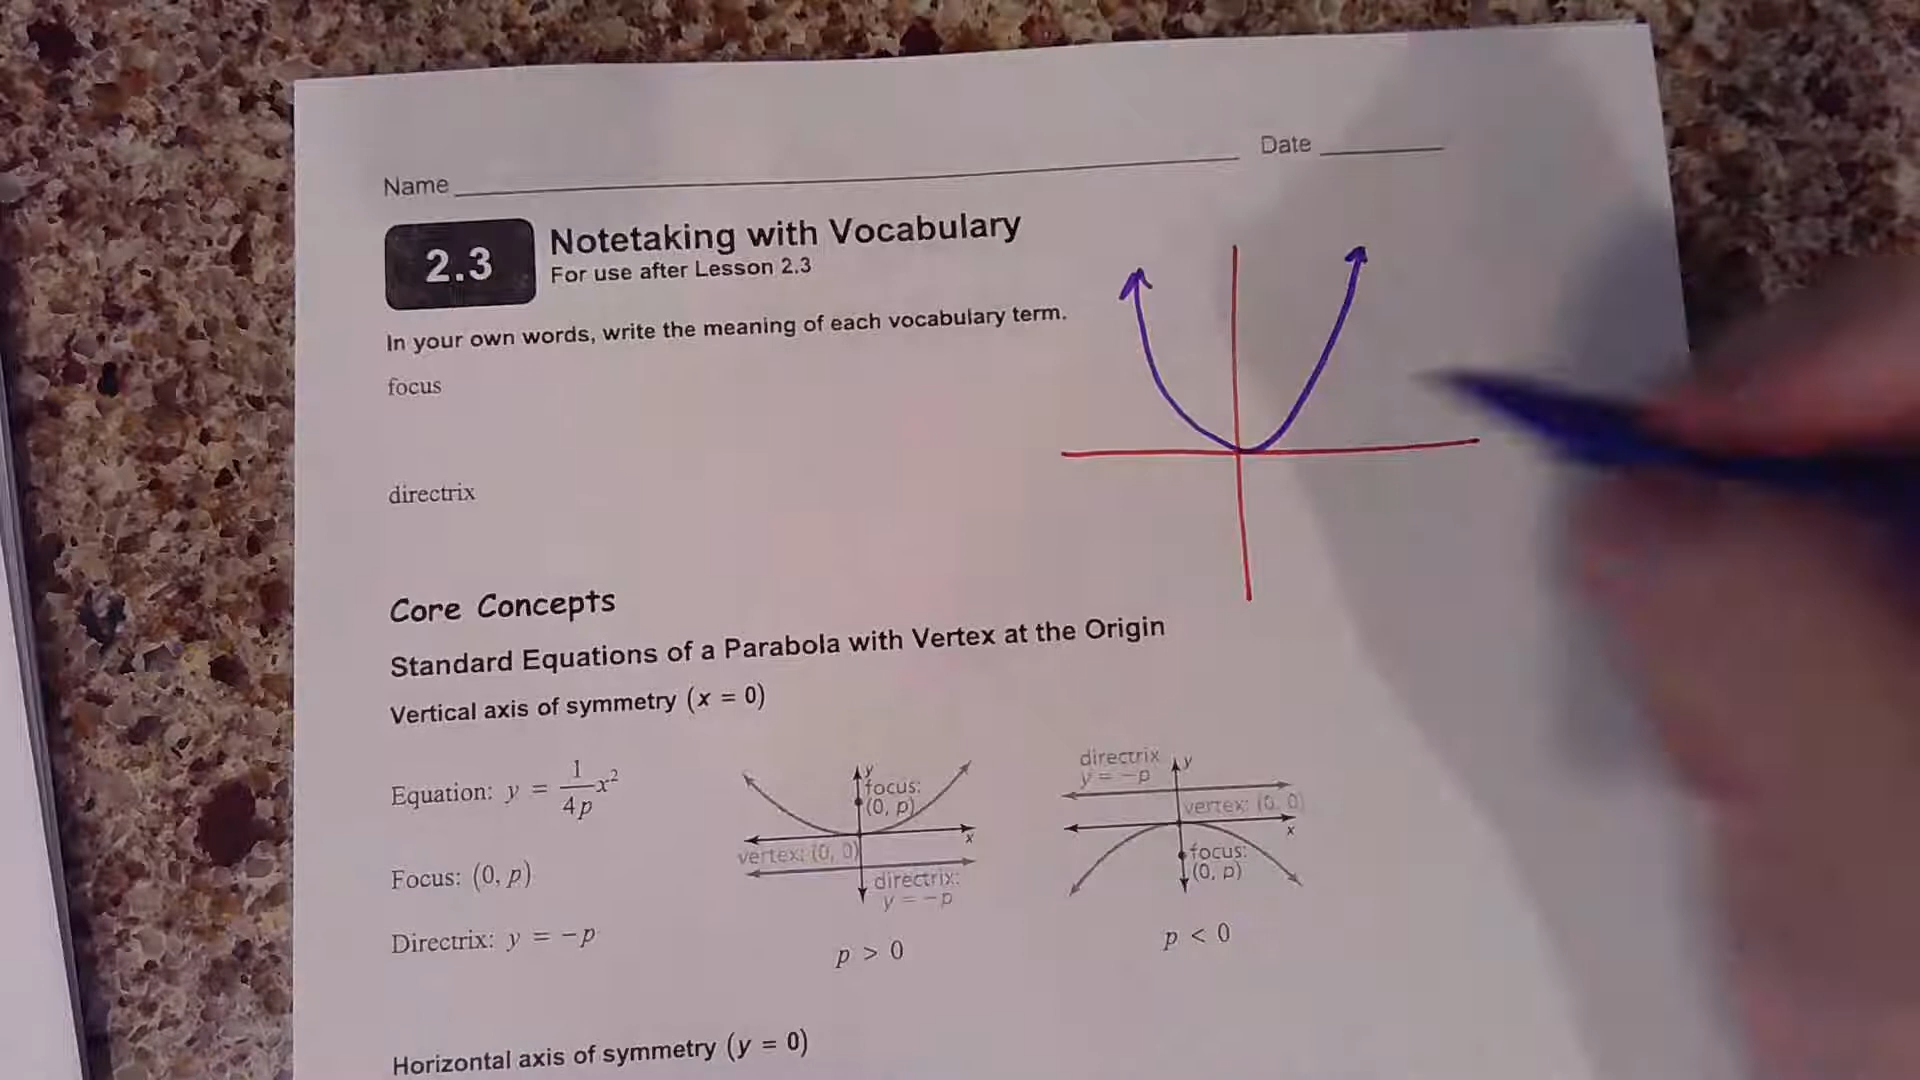 Name
Date
2.3
Notetaking with Vocabulary
For use after Lesson 2.3
In your own words, write the meaning of each vocabulary term.
focus
directrix
Core Concepts
Standard Equations of a Parabola with Vertex at the Origin
Vertical axis of symmetry (x = 0)
Equation: y = 1/4p x²
Focus: (0, p)
Directrix: y = −p
y
focus:
(0, p)
x
vertex: (0, 0)
directrix:
y = −p
p > 0
directrix
y = −p
y
vertex: (0, 0)
x
focus:
(0, p)
p < 0
Horizontal axis of symmetry (y = 0)